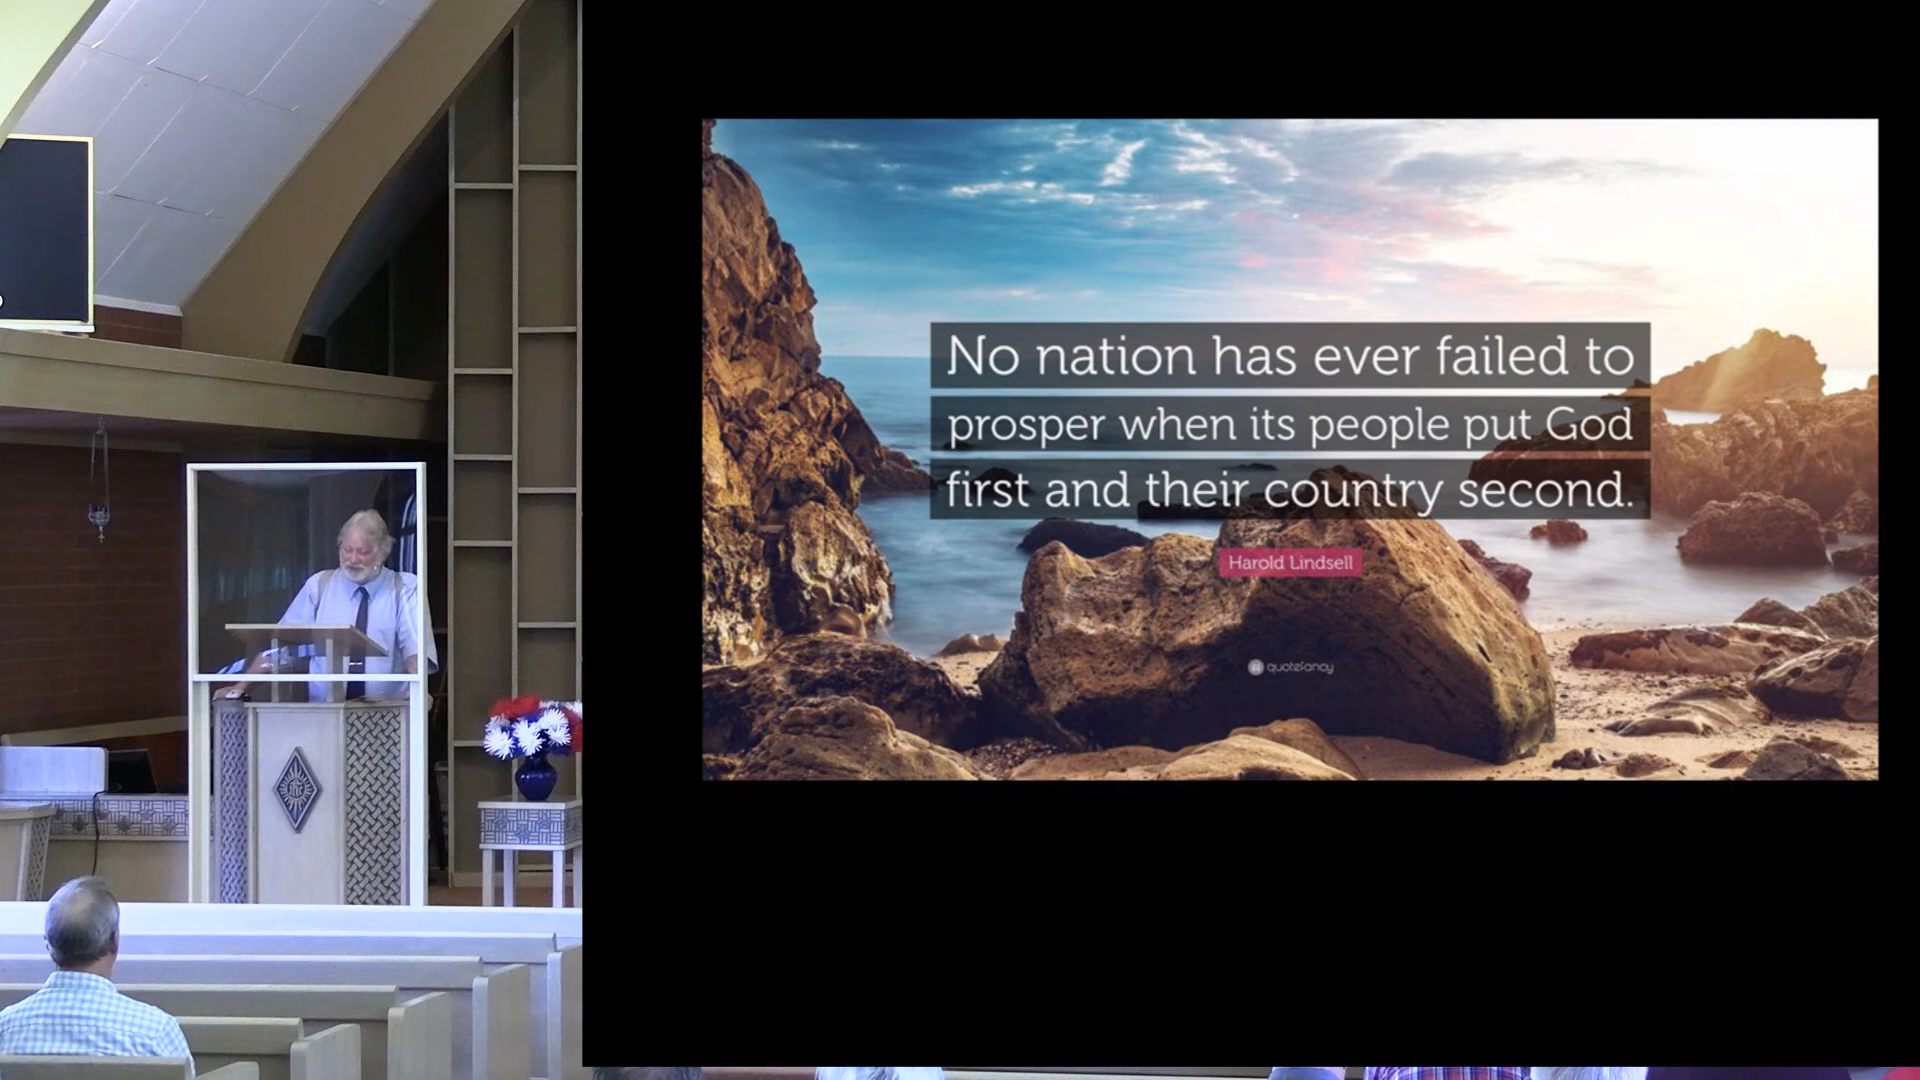 No nation has ever failed to
prosper when its people put God
first and their country second.
Harold Lindsell
quotefancy